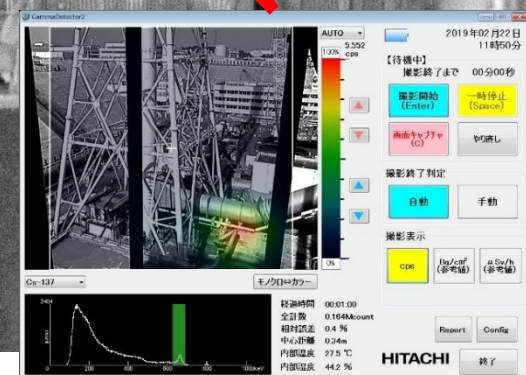 GammaDetector2
AUTO
100%
5.552
cps
0%
2019年02月22日
11時50分
【待機中】
撮影終了まで 00分00秒
撮影開始
(Enter)
一時停止
(Space)
画面キャプチャ
(C)
やり直し
撮影終了判定
自動
手動
撮影表示
cps
Bq/cm²
(参考値)
μSv/h
(参考値)
Cs-137
モノクロ⇔カラー
2404
0
200
400
600
800
1000keV
経過時間 00:01:00
全計数 0.164Mcount
相対誤差 0.4 %
中心距離 0.34m
内部温度 27.5 ℃
内部湿度 44.2 %
Report
Config
HITACHI
終了